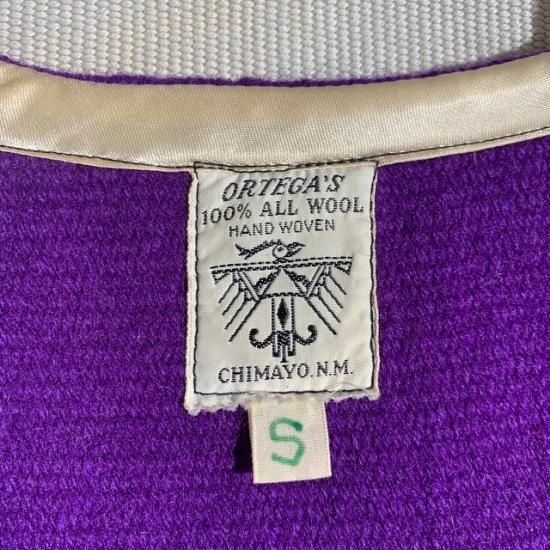 ORTEGA'S
100% ALL WOOL
HAND WOVEN
CHIMAYO. N.M.
S